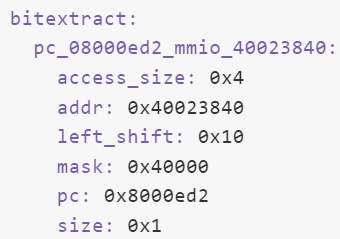 bitextract:
pc_08000ed2_mmio_40023840:
access_size: 0x4
addr: 0x40023840
left_shift: 0x10
mask: 0x40000
pc: 0x8000ed2
size: 0x1